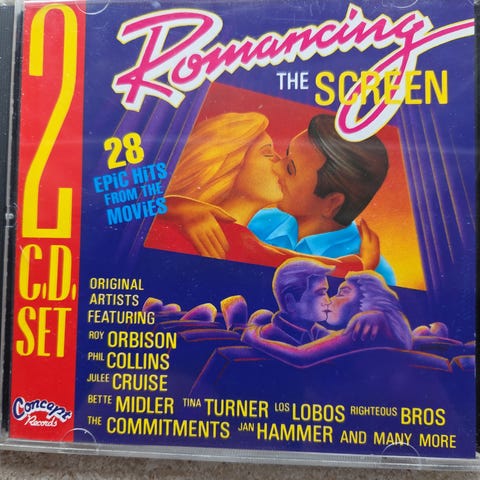 2
C.D.
SET
Romancing
THE SCREEN
28
EPiC HiTS
FROM THE
MOViES
ORIGINAL
ARTISTS
FEATURING
ROY ORBISON
PHIL COLLINS
JULEE CRUISE
BETTE MIDLER TINA TURNER LOS LOBOS RIGHTEOUS BROS
THE COMMITMENTS JAN HAMMER AND MANY MORE
Concept
Records